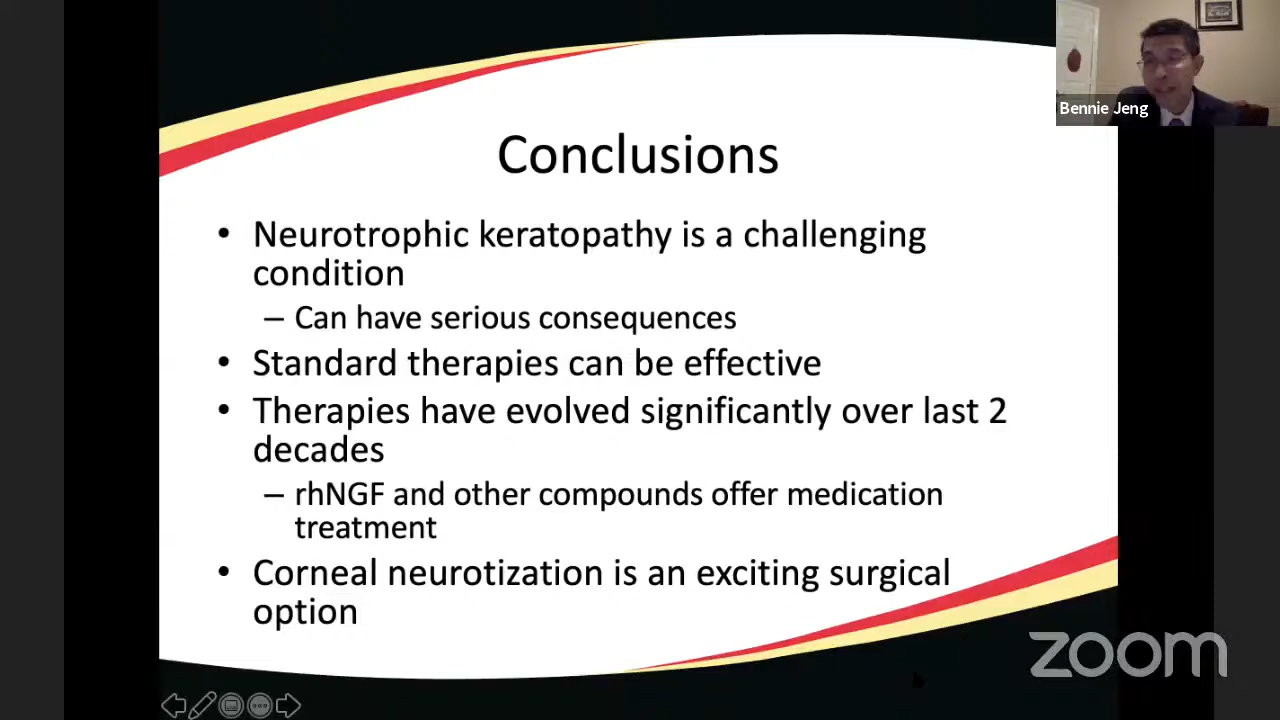 Bennie Jeng
Conclusions
• Neurotrophic keratopathy is a challenging
condition
– Can have serious consequences
• Standard therapies can be effective
• Therapies have evolved significantly over last 2
decades
– rhNGF and other compounds offer medication
treatment
• Corneal neurotization is an exciting surgical
option
zoom